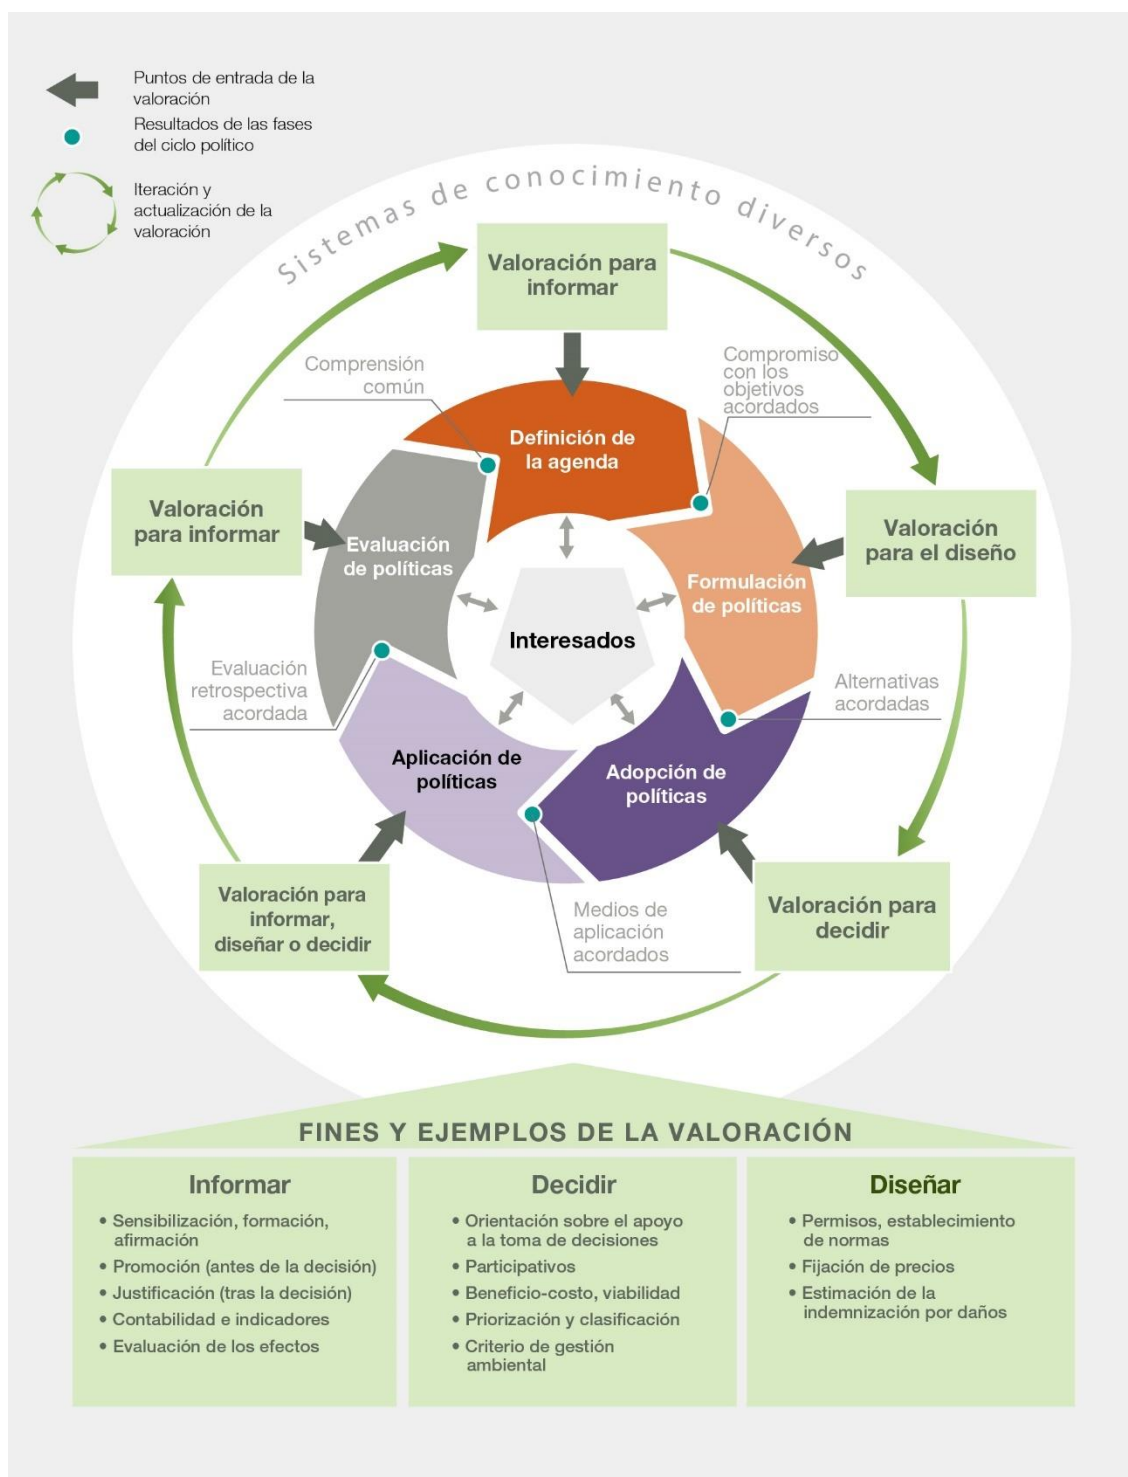 Puntos de entrada de la
valoración
Resultados de las fases
del ciclo político
Iteración y
actualización de la
valoración
Sistemas de conocimiento diversos
Valoración para
informar
Comprensión
común
Compromiso
con los
objetivos
acordados
Definición de
la agenda
Valoración
para informar
Evaluación
de políticas
Valoración
para el diseño
Formulación
de políticas
Interesados
Evaluación
retrospectiva
acordada
Alternativas
acordadas
Aplicación de
políticas
Adopción de
políticas
Valoración para
informar,
diseñar o decidir
Medios de
aplicación
acordados
Valoración para
decidir
FINES Y EJEMPLOS DE LA VALORACIÓN
Informar
• Sensibilización, formación,
afirmación
• Promoción (antes de la decisión)
• Justificación (tras la decisión)
• Contabilidad e indicadores
• Evaluación de los efectos
Decidir
• Orientación sobre el apoyo
a la toma de decisiones
• Participativos
• Beneficio-costo, viabilidad
• Priorización y clasificación
• Criterio de gestión
ambiental
Diseñar
• Permisos, establecimiento
de normas
• Fijación de precios
• Estimación de la
indemnización por daños